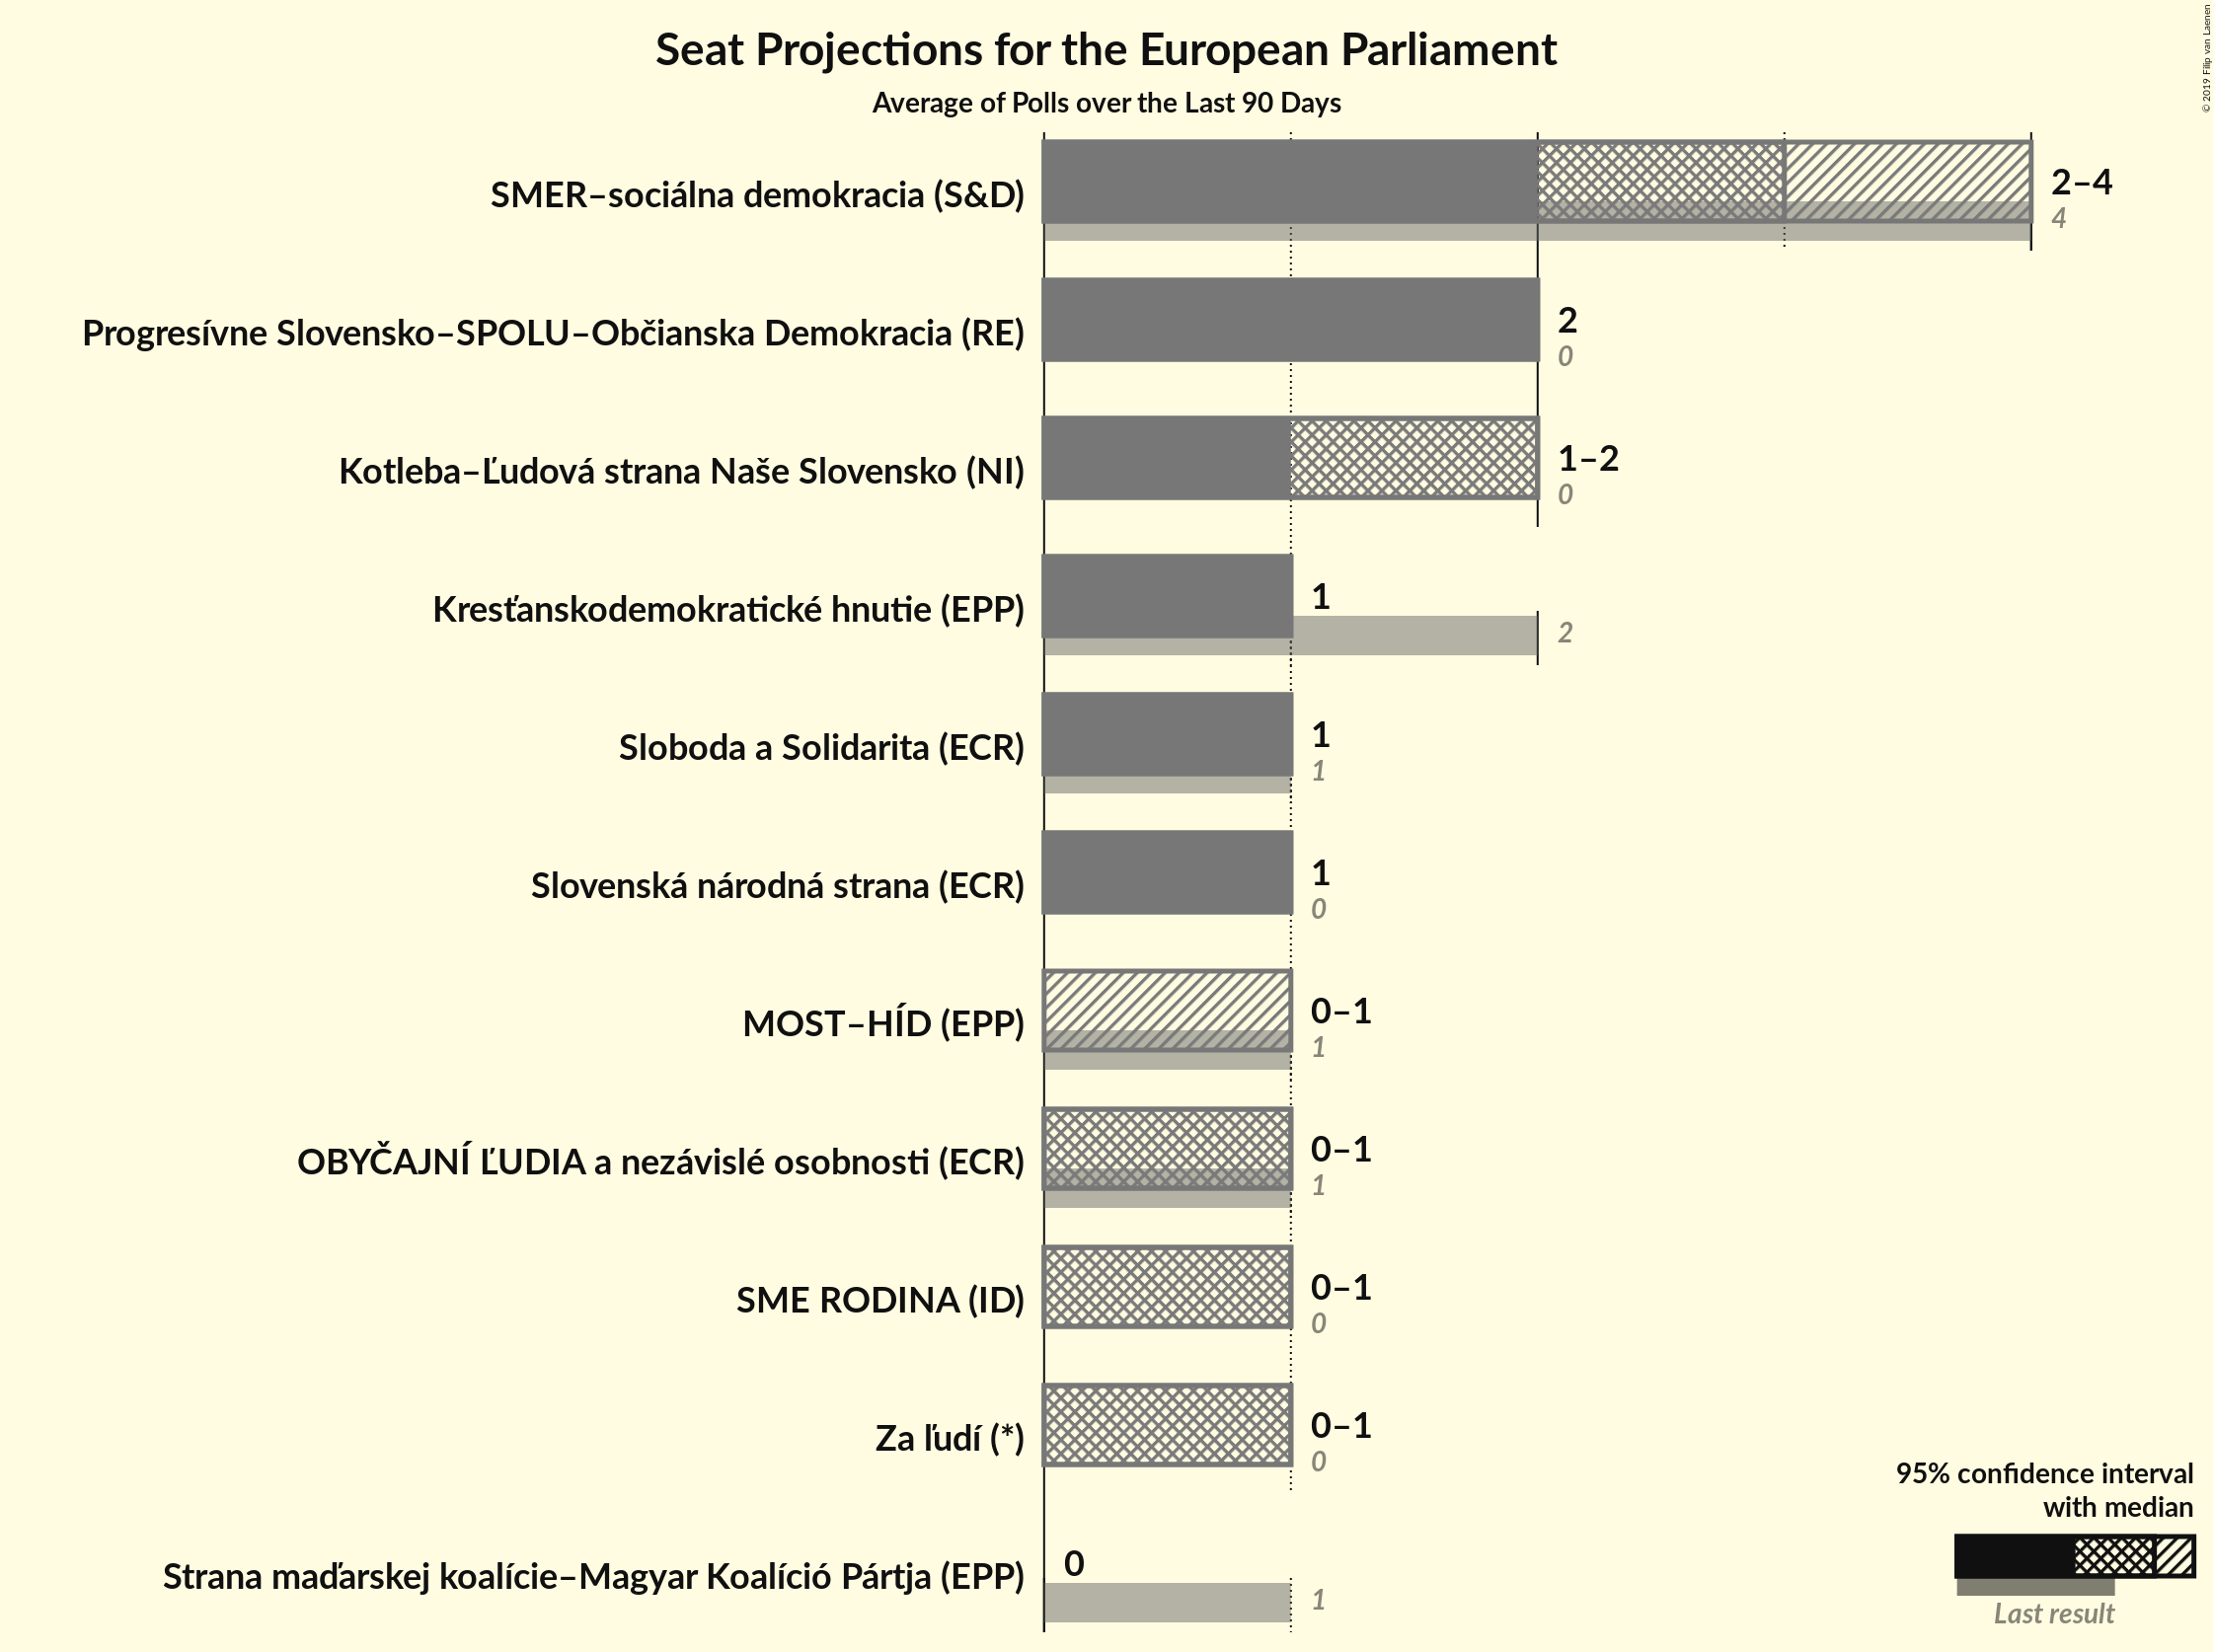 Seat Projections for the European Parliament
Average of Polls over the Last 90 Days
© 2019 Filip van Laenen
SMER–sociálna demokracia (S&D)
2–4
4
Progresívne Slovensko–SPOLU–Občianska Demokracia (RE)
2
0
Kotleba–Ľudová strana Naše Slovensko (NI)
1–2
0
Kresťanskodemokratické hnutie (EPP)
1
2
Sloboda a Solidarita (ECR)
1
1
Slovenská národná strana (ECR)
1
0
MOST–HÍD (EPP)
0–1
1
OBYČAJNÍ ĽUDIA a nezávislé osobnosti (ECR)
0–1
1
SME RODINA (ID)
0–1
0
Za ľudí (*)
0–1
0
Strana maďarskej koalície–Magyar Koalíció Pártja (EPP)
0
1
95% confidence interval
with median
Last result